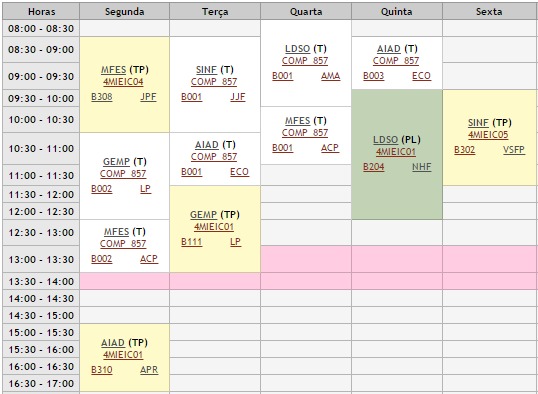 Horas Segunda Terça Quarta Quinta Sexta
08:00 - 08:30
08:30 - 09:00
09:00 - 09:30
09:30 - 10:00
10:00 - 10:30
10:30 - 11:00
11:00 - 11:30
11:30 - 12:00
12:00 - 12:30
12:30 - 13:00
13:00 - 13:30
13:30 - 14:00
14:00 - 14:30
14:30 - 15:00
15:00 - 15:30
15:30 - 16:00
16:00 - 16:30
16:30 - 17:00
MFES (TP)
4MIEIC04
B308 JPF
GEMP (T)
COMP_857
B002 LP
MFES (T)
COMP_857
B002 ACP
AIAD (TP)
4MIEIC01
B310 APR
SINF (T)
COMP_857
B001 JJF
AIAD (T)
COMP_857
B001 ECO
GEMP (TP)
4MIEIC01
B111 LP
LDSO (T)
COMP_857
B001 AMA
MFES (T)
COMP_857
B001 ACP
AIAD (T)
COMP_857
B003 ECO
LDSO (PL)
4MIEIC01
B204 NHF
SINF (TP)
4MIEIC05
B302 VSFP